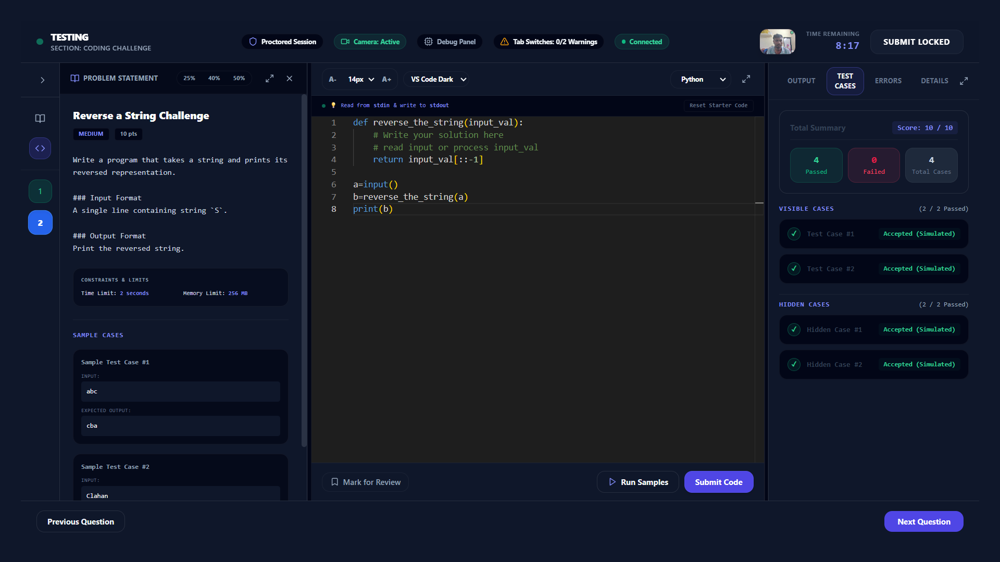 TESTING
SECTION: CODING CHALLENGE
Proctored Session
Camera: Active
Debug Panel
Tab Switches: 0/2 Warnings
Connected
TIME REMAINING
8:17
SUBMIT LOCKED
PROBLEM STATEMENT
25% 40% 50%
1
2
Reverse a String Challenge
MEDIUM
10 pts
Write a program that takes a string and prints its
reversed representation.
### Input Format
A single line containing string `S`.
### Output Format
Print the reversed string.
CONSTRAINTS & LIMITS
Time Limit: 2 seconds
Memory Limit: 256 MB
SAMPLE CASES
Sample Test Case #1
INPUT:
abc
EXPECTED OUTPUT:
cba
Sample Test Case #2
INPUT:
Clahan
A- 14px A+
VS Code Dark
Python
Read from stdin & write to stdout
Reset Starter Code
1 def reverse_the_string(input_val):
2 # Write your solution here
3 # read input or process input_val
4 return input_val[::-1]
5
6 a=input()
7 b=reverse_the_string(a)
8 print(b)
Mark for Review
Run Samples
Submit Code
OUTPUT
TEST
CASES
ERRORS
DETAILS
Total Summary
Score: 10 / 10
4
Passed
0
Failed
4
Total Cases
VISIBLE CASES
(2 / 2 Passed)
Test Case #1
Accepted (Simulated)
Test Case #2
Accepted (Simulated)
HIDDEN CASES
(2 / 2 Passed)
Hidden Case #1
Accepted (Simulated)
Hidden Case #2
Accepted (Simulated)
Previous Question
Next Question